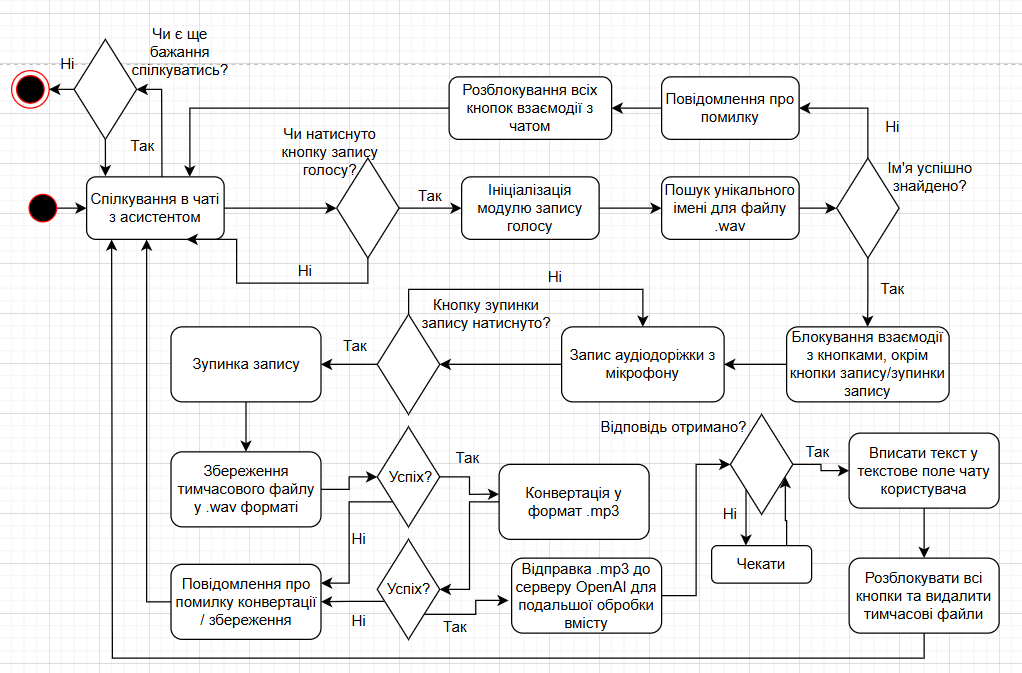 Чи є ще
бажання
спілкуватись?
Ні
Так
Розблокування всіх
кнопок взаємодії з
чатом
Повідомлення про
помилку
Ні
Чи натиснуто
кнопку запису
голосу?
Ім'я успішно
знайдено?
Спілкування в чаті
з асистентом
Так
Ініціалізація
модулю запису
голосу
Пошук унікального
імені для файлу
.wav
Ні
Ні
Так
Кнопку зупинки
запису натиснуто?
Зупинка запису
Так
Запис аудіодоріжки з
мікрофону
Блокування взаємодії
з кнопками, окрім
кнопки запису/зупинки
запису
Відповідь отримано?
Так
Вписати текст у
текстове поле чату
користувача
Збереження
тимчасового файлу
у .wav форматі
Успіх?
Так
Конвертація у
формат .mp3
Ні
Ні
Чекати
Повідомлення про
помилку конвертації
/ збереження
Успіх?
Ні
Так
Відправка .mp3 до
серверу OpenAI для
подальшої обробки
вмісту
Розблокувати всі
кнопки та видалити
тимчасові файли